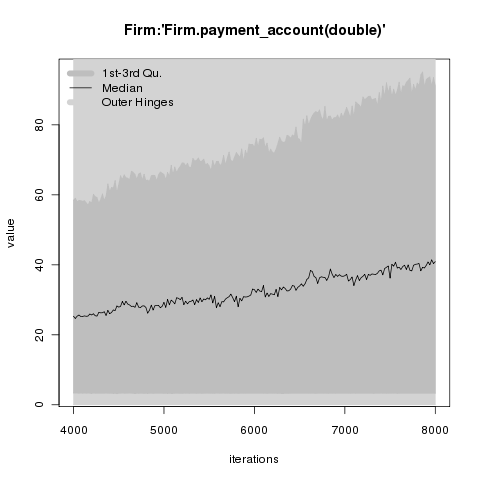 Firm:'Firm.payment_account(double)'
1st-3rd Qu.
Median
Outer Hinges
value
80
60
40
20
0
4000 5000 6000 7000 8000
iterations